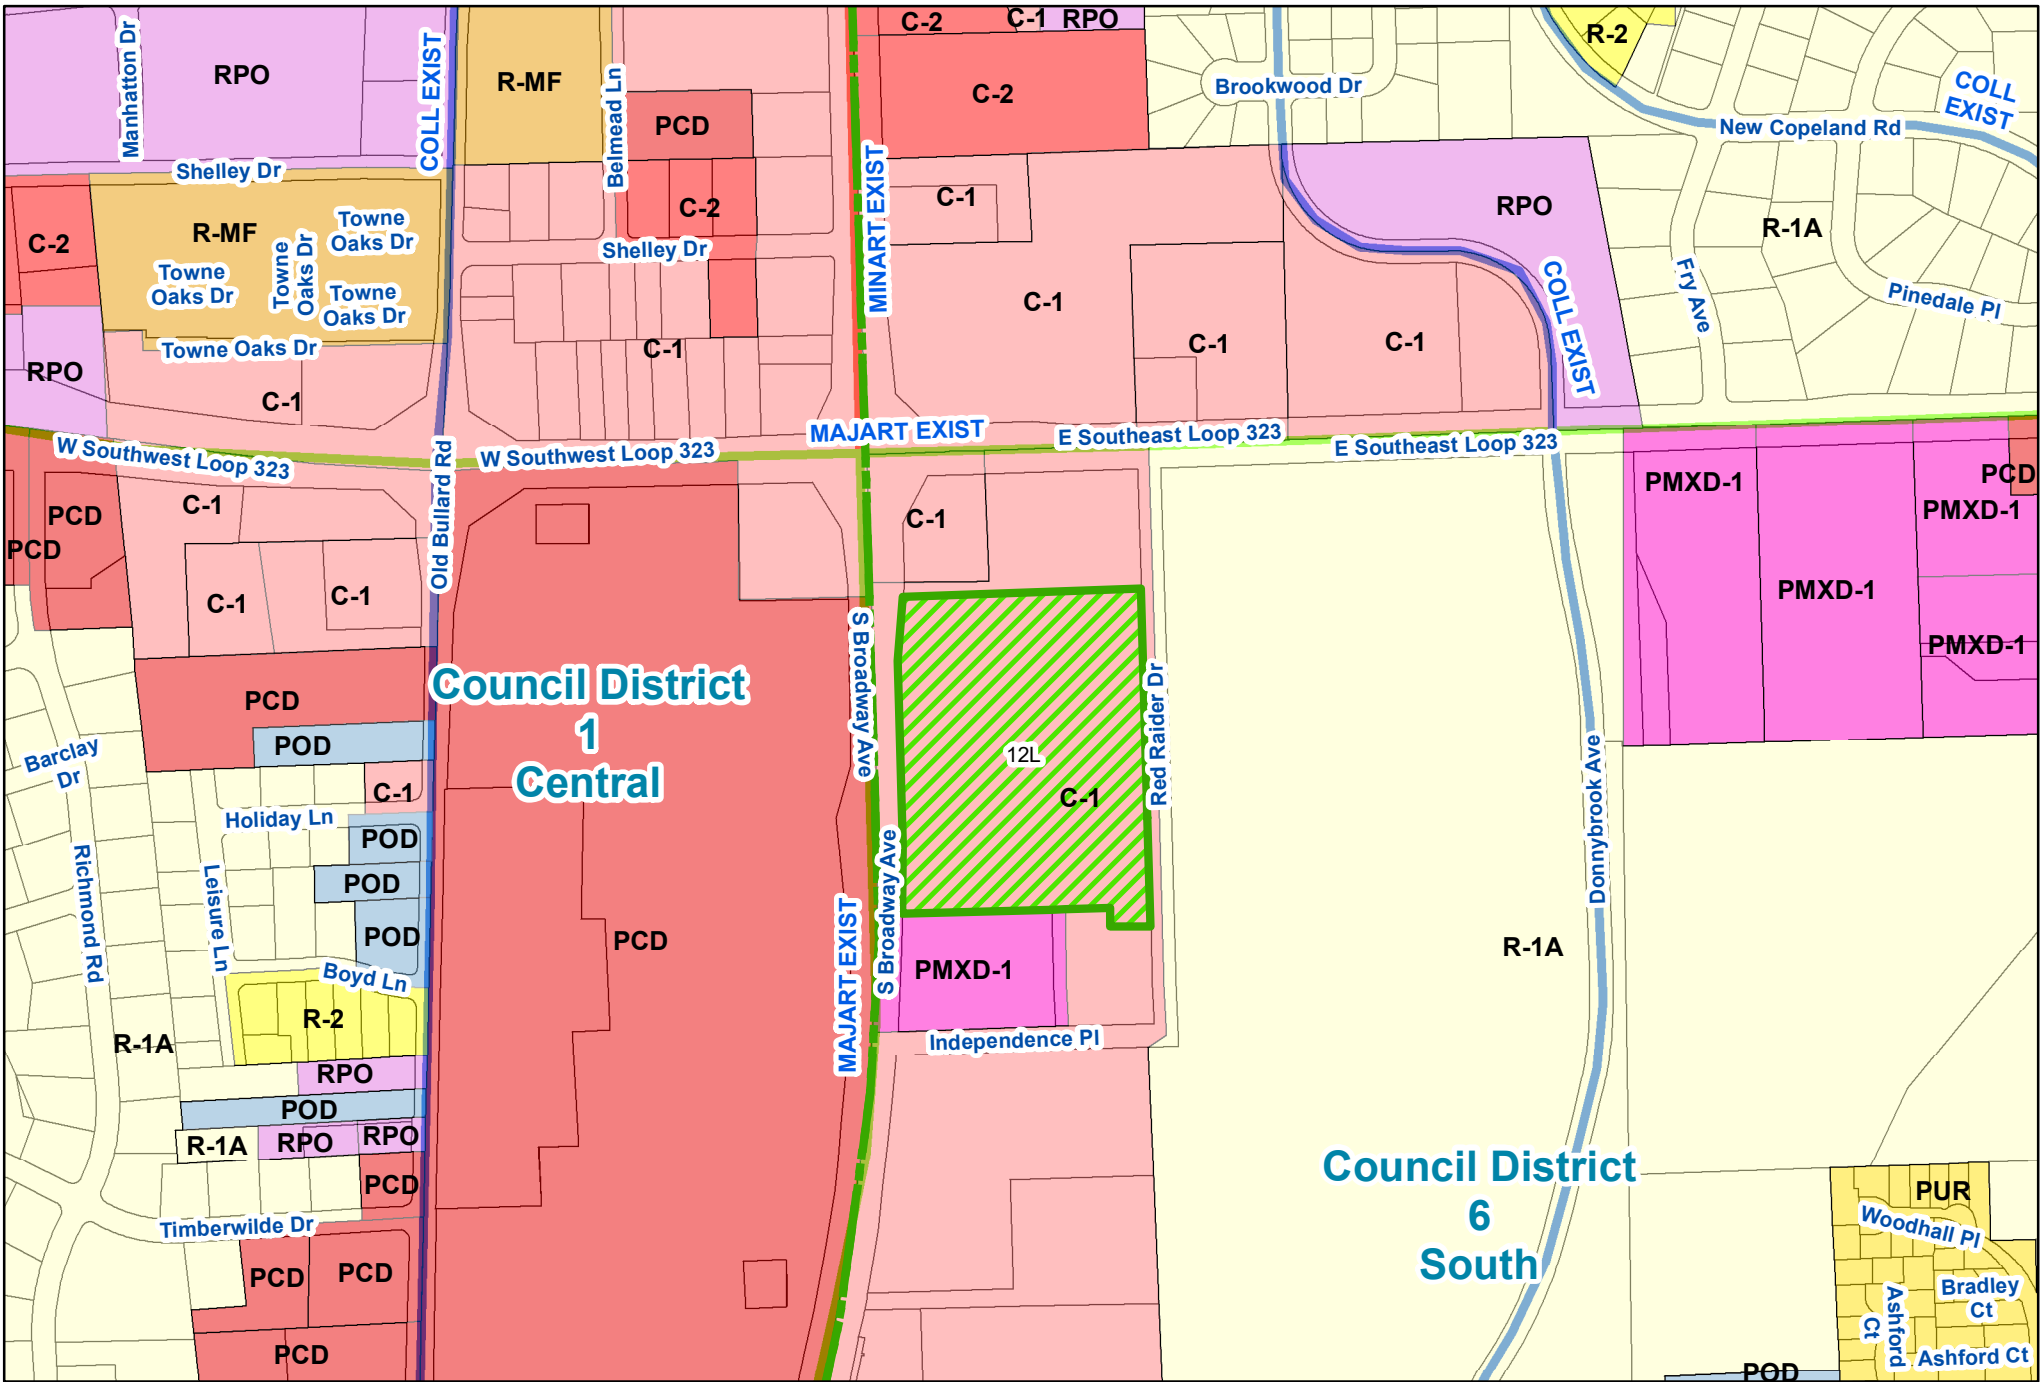 C-2
C-1
RPO
R-2
Manhatton Dr
RPO
COLL EXIST
R-MF
Belmead Ln
PCD
C-2
Brookwood Dr
COLL
EXIST
New Copeland Rd
Shelley Dr
MINART EXIST
C-1
RPO
R-1A
C-2
R-MF
Towne
Oaks Dr
Towne
Oaks Dr
Towne
Oaks Dr
Towne
Oaks Dr
C-2
Shelley Dr
C-1
COLL EXIST
Fry Ave
Pinedale Pl
Towne Oaks Dr
C-1
C-1
C-1
RPO
C-1
MAJART EXIST
E Southeast Loop 323
E Southeast Loop 323
W Southwest Loop 323
W Southwest Loop 323
Old Bullard Rd
PCD
PCD
C-1
C-1
PMXD-1
PCD
PMXD-1
C-1
C-1
PMXD-1
PMXD-1
S Broadway Ave
Red Raider Dr
Council District
1
Central
PCD
POD
Barclay
Dr
12L
C-1
Donnybrook Ave
C-1
Holiday Ln
POD
POD
POD
Richmond Rd
Leisure Ln
S Broadway Ave
MAJART EXIST
PCD
R-1A
PMXD-1
Boyd Ln
R-2
R-1A
Independence Pl
RPO
POD
R-1A
RPO
RPO
PCD
Council District
6
South
PUR
Woodhall Pl
Timberwilde Dr
PCD
PCD
Bradley
Ct
Ashford
Ct
Ashford Ct
PCD
POD